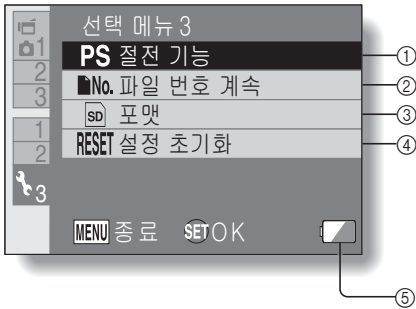 선택 메뉴 3
1
2
3
1
2
3
PS 절전 기능 ①
No. 파일 번호 계속 ②
SD 포맷 ③
RESET 설정 초기화 ④
MENU 종료 SET OK
⑤